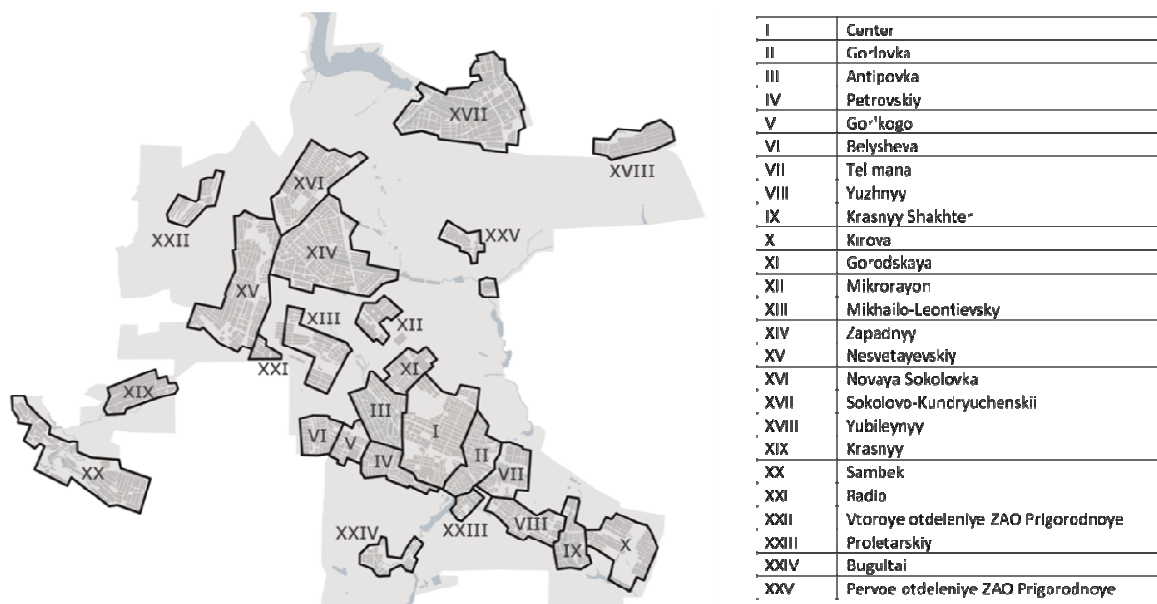 XVII
XVIII
XVI
XXII
XXV
XIV
XV
XIII
XII
XXI
XI
XIX
III
I
VI
V
IV
II
VII
XX
XXIII
VIII
XXIV
IX
X
I Center
II Gorlovka
III Antipovka
IV Petrovskiy
V Gor'kogo
VI Belysheva
VII Tel mana
VIII Yuzhnyy
IX Krasnyy Shakhter
X Kirova
XI Gorodskaya
XII Mikrorayon
XIII Mikhailo-Leontievsky
XIV Zapadnyy
XV Nesvetayevskiy
XVI Novaya Sokolovka
XVII Sokolovo-Kundryuchenskii
XVIII Yubileynyy
XIX Krasnyy
XX Sambek
XXI Radio
XXII Vtoroye otdeleniye ZAO Prigorodnoye
XXIII Proletarskiy
XXIV Bugultai
XXV Pervoe otdeleniye ZAO Prigorodnoye